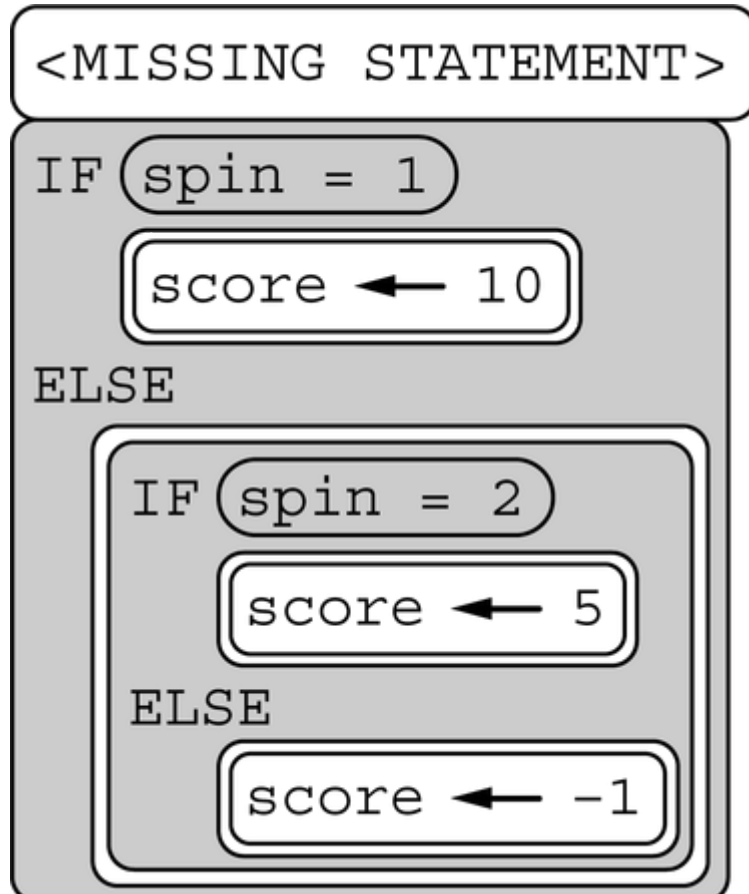 <MISSING STATEMENT>
IF spin = 1
score ← 10
ELSE
IF spin = 2
score ← 5
ELSE
score ← -1